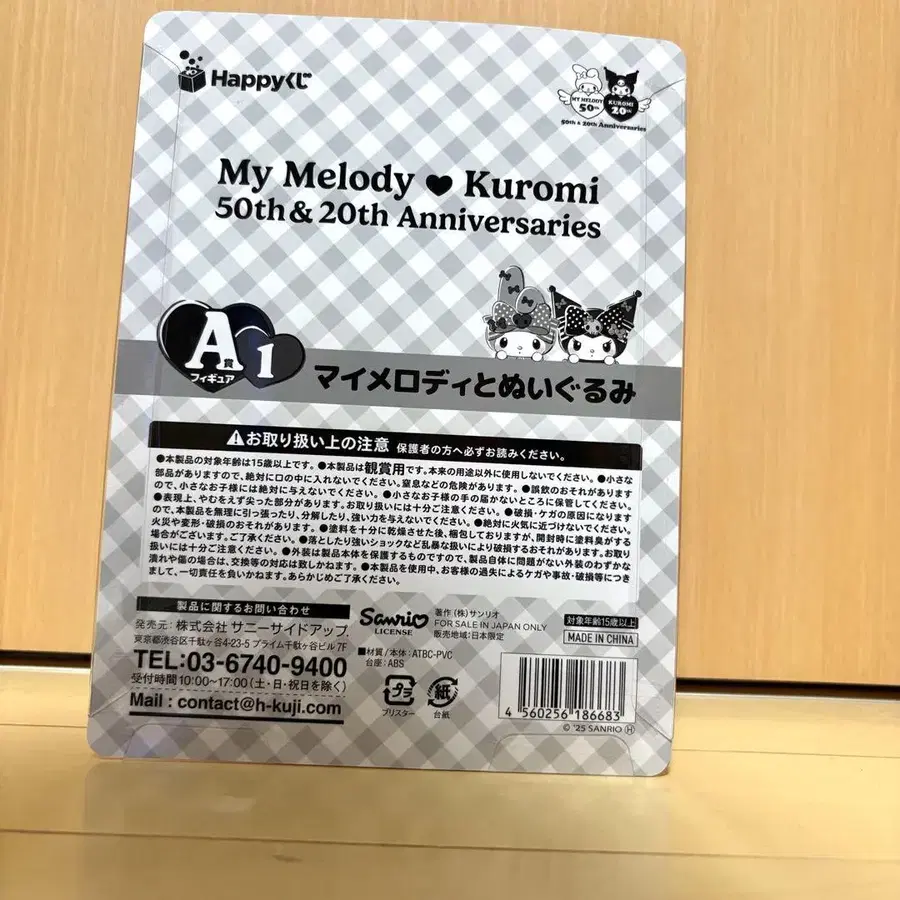 Happyくじ
MY MELODY 50th KUROMI 20th
50th & 20th Anniversaries
My Melody ♥ Kuromi
50th & 20th Anniversaries
A賞 1
フィギュア
マイメロディとぬいぐるみ
⚠お取り扱い上の注意 保護者の方へ必ずお読みください。
●本製品の対象年齢は15歳以上です。●本製品は観賞用です。本来の用途以外に使用しないでください。●小さな
部品がありますので、絶対に口の中に入れないでください。窒息などの危険があります。●誤飲のおそれがあります
ので、小さなお子様には絶対に与えないでください。●小さなお子様の手の届かないところに保管してください。
●表現上、やむをえず尖った部分があります。お取り扱いには十分ご注意ください。●破損・ケガの原因になります
ので、本製品を無理に引っ張ったり、分解したり、強い力を与えないでください。●絶対に火気に近づけないでください。
火災や変形・破損のおそれがあります。●塗料を十分に乾燥させた後、梱包しておりますが、開封時に塗料臭がする
場合がございます。ご了承ください。●落としたり強いショックなど乱暴な扱いにより破損するおそれがあります。お取り
扱いには十分ご注意ください。●外装は製品本体を保護するものですので、製品自体に問題がない外装のわずかな
潰れや傷の場合は、交換等の対応は致しかねます。●本製品を使用中、お客様の過失によるケガや事故・破損等につき
まして、一切責任を負いかねます。あらかじめご了承ください。
製品に関するお問い合わせ
発売元：株式会社 サニーサイドアップ
東京都渋谷区千駄ヶ谷4-23-5 プライム千駄ヶ谷ビル 7F
TEL:03-6740-9400
受付時間 10:00~17:00 (土・日・祝日を除く)
Mail : contact@h-kuji.com
Sanrio
LICENSE
著作 (株)サンリオ
FOR SALE IN JAPAN ONLY
販売地域：日本限定
■材質/本体：ATBC-PVC
台座：ABS
プラ
ブリスター
紙
台紙
対象年齢15歳以上
MADE IN CHINA
4 560256 186683
© '25 SANRIO Ⓗ